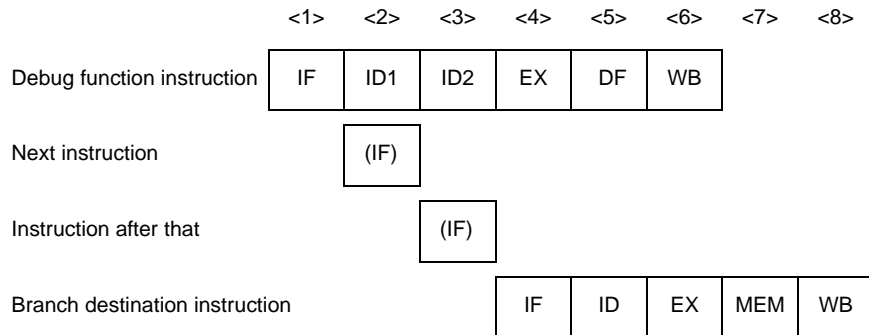 <1> <2> <3> <4> <5> <6> <7> <8>
Debug function instruction IF ID1 ID2 EX DF WB
Next instruction (IF)
Instruction after that (IF)
Branch destination instruction IF ID EX MEM WB